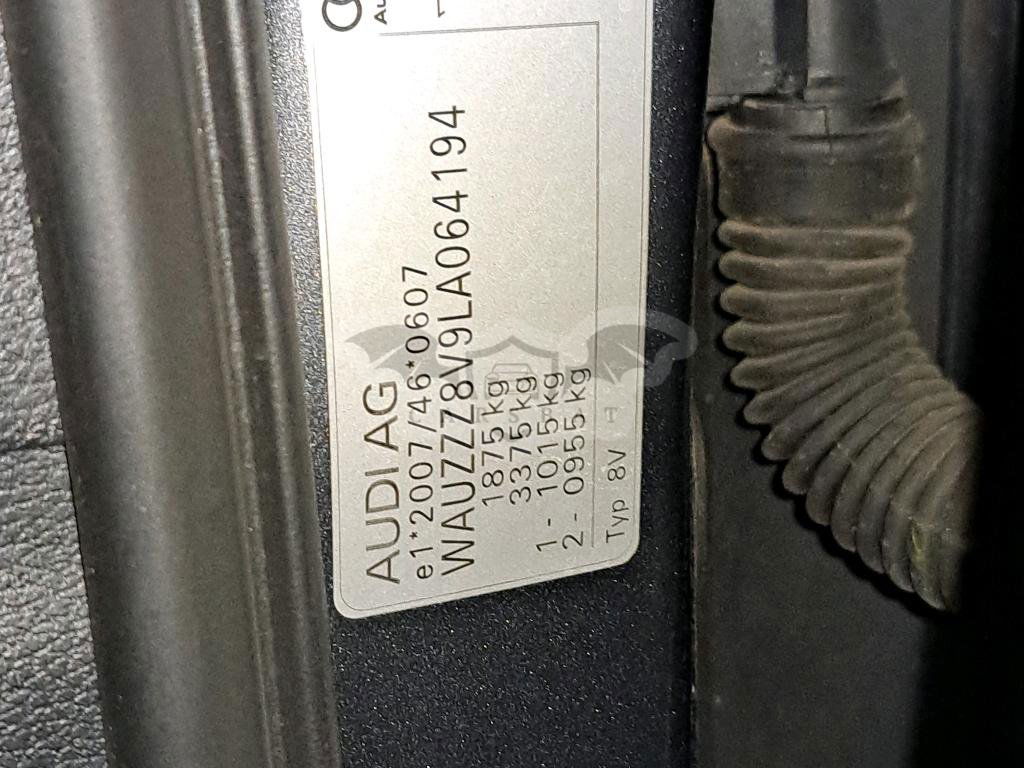 AUDI AG
e1*2007/46*0607
WAUZZZ8V9LA064194
1875 kg
3375 kg
1- 1015 kg
2- 0955 kg
Typ 8V